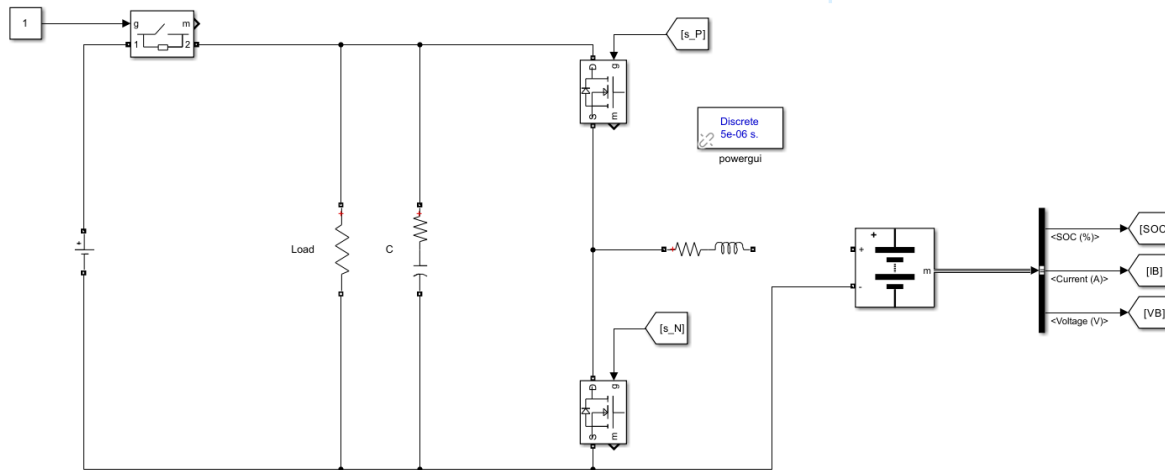 1
g
m
1
2
[s_P]
D
g
S
m
Discrete
5e-06 s.
powergui
Load
C
+
+
+
-
m
<SOC (%)>
[SOC
<Current (A)>
[IB]
<Voltage (V)>
[VB]
[s_N]
D
g
S
m